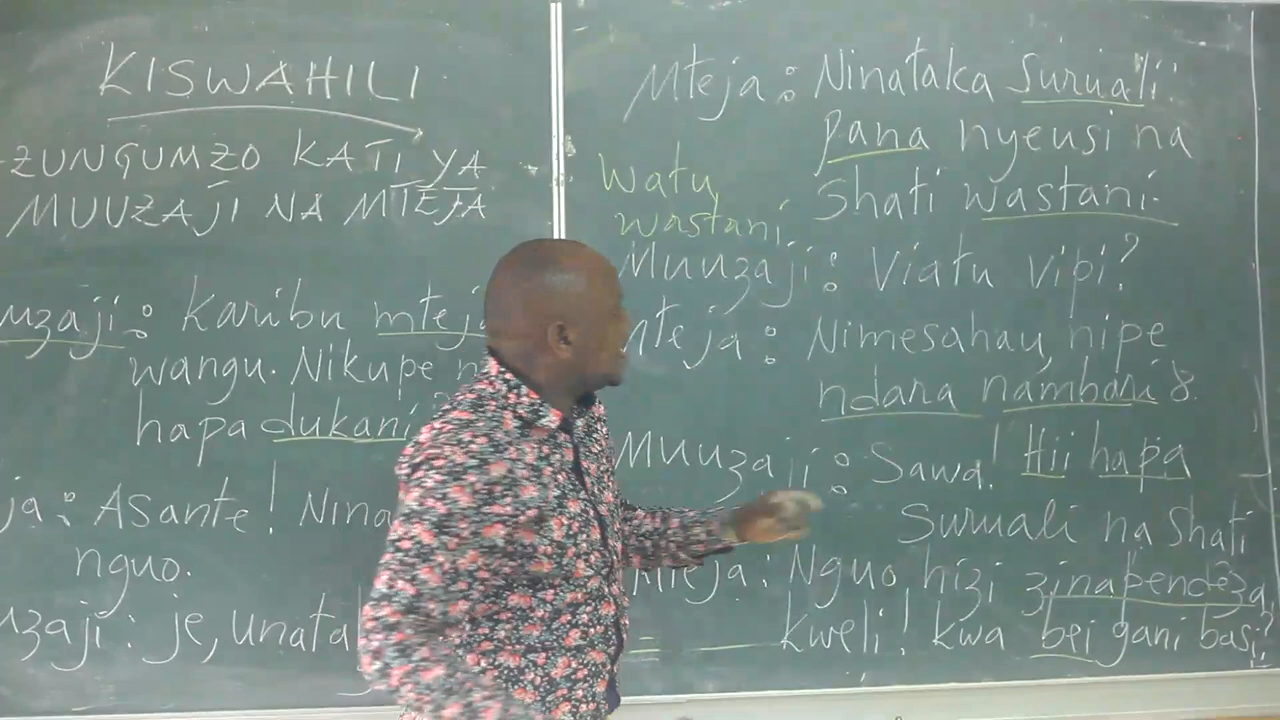 KISWAHILI
ZUNGUMZO KATI YA
MUUZAJI NA MTEJA
uzaji: Karibu mteja
wangu. Nikupe n
hapa dukani?
ja: Asante! Nina
nguo.
uzaji: je, unata
Mteja: Ninataka Suruali
pana nyeusi na
Shati wastani.
Watu
wastani
Muuzaji: Viatu vipi?
Mteja: Nimesahau, nipe
ndara nambari 8.
Muuzaji: Sawa! Hii hapa
Suruali na Shati
Mteja: Nguo hizi zinapendeza
kweli! kwa bei gani basi?